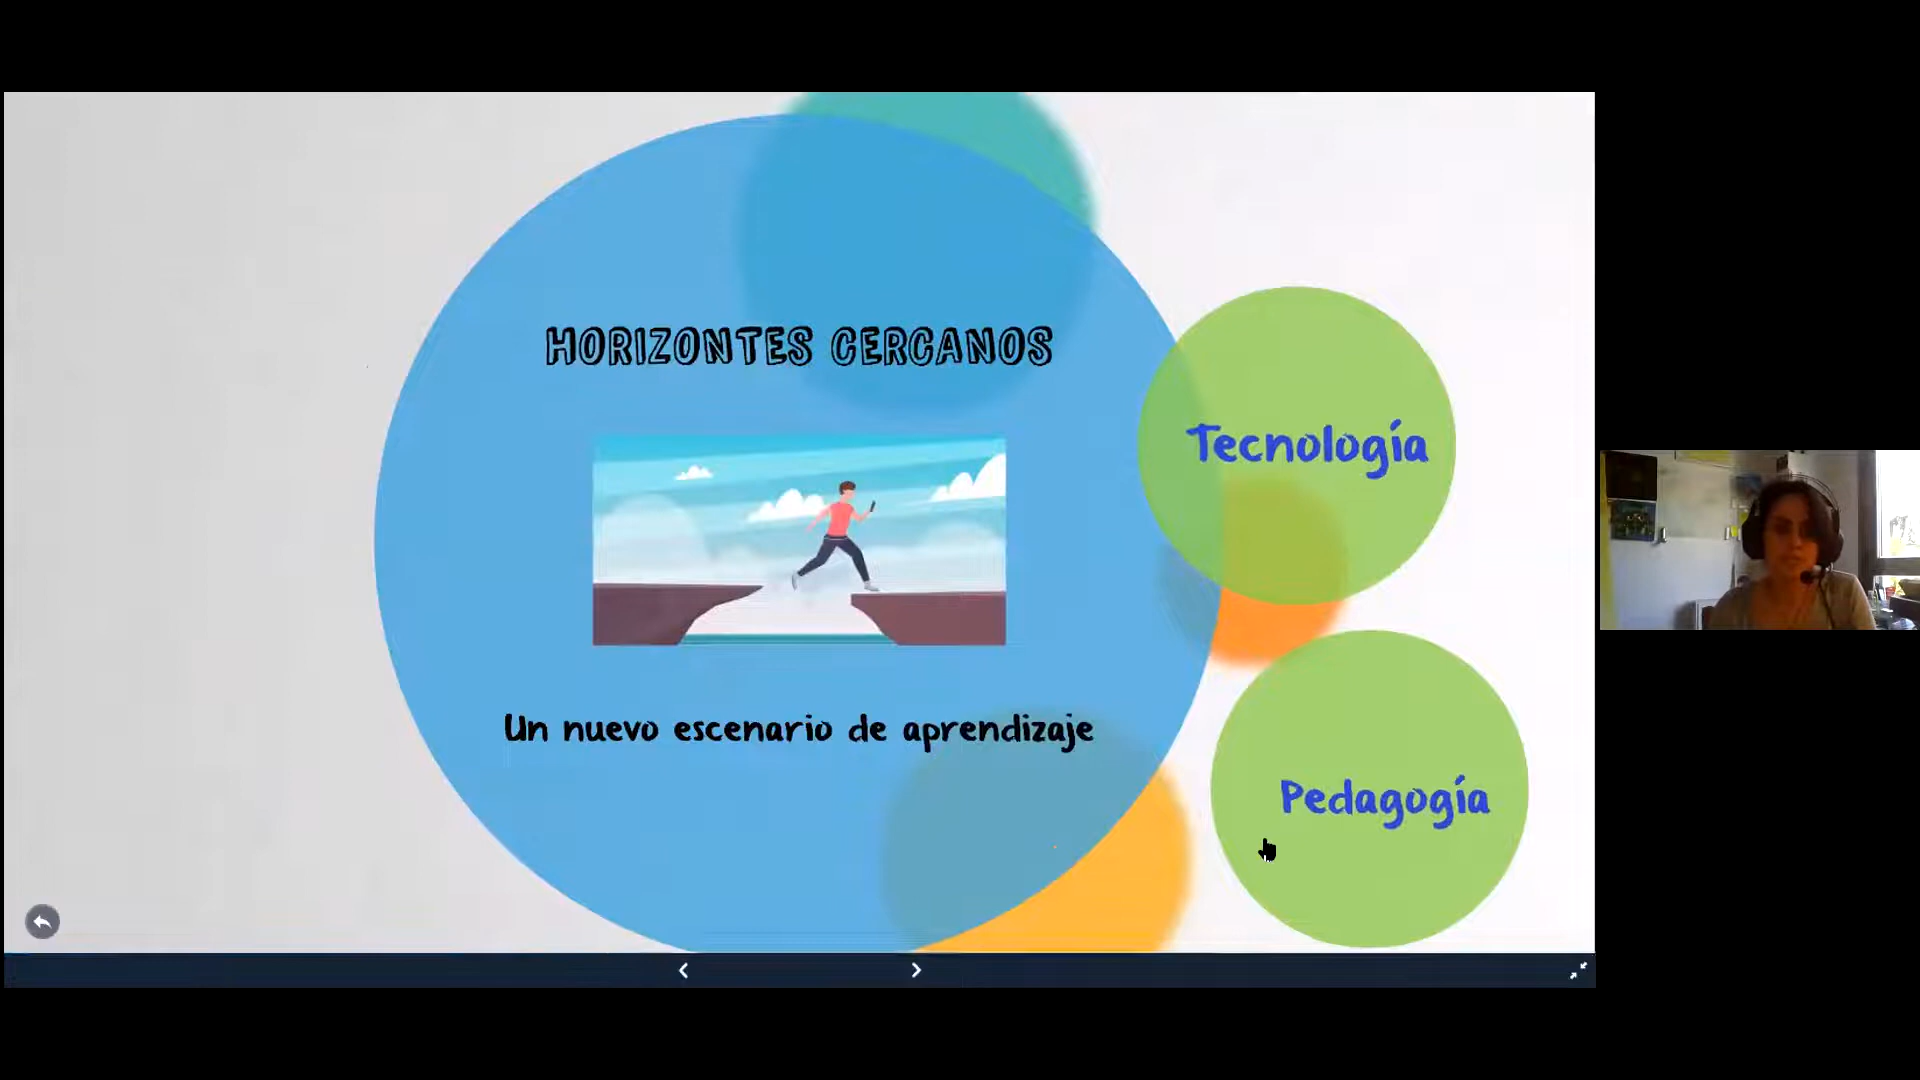 HORIZONTES CERCANOS
Tecnología
Un nuevo escenario de aprendizaje
Pedagogía